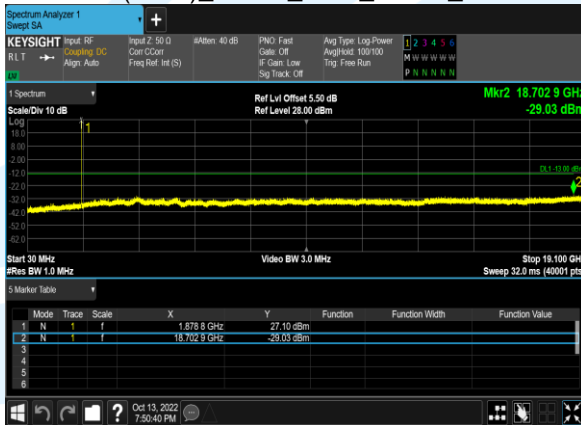 Spectrum Analyzer 1
Swept SA
KEYSIGHT
RLT
Input: RF
Coupling: DC
Align: Auto
Input Z: 50 Ω
Corr CCorr
Freq Ref: Int (S)
#Atten: 40 dB
PNO: Fast
Gate: Off
IF Gain: Low
Sig Track: Off
Avg Type: Log-Power
Avg|Hold: 100/100
Trig: Free Run
1 2 3 4 5 6
M W W W W W
P N N N N N
1 Spectrum
Scale/Div 10 dB
Ref Lvl Offset 5.50 dB
Ref Level 28.00 dBm
Mkr2 18.702 9 GHz
-29.03 dBm
Log
18.0
8.00
-2.00
-12.0
-22.0
-32.0
-42.0
-52.0
-62.0
1
DL1 -13.00 dBm
2
Start 30 MHz
#Res BW 1.0 MHz
Video BW 3.0 MHz
Stop 19.100 GHz
Sweep 32.0 ms (40001 pts)
5 Marker Table
Mode Trace Scale X Y Function Function Width Function Value
1 N 1 f 1.878 8 GHz 27.10 dBm
2 N 1 f 18.702 9 GHz -29.03 dBm
3
4
5
6
Oct 13, 2022
7:50:40 PM